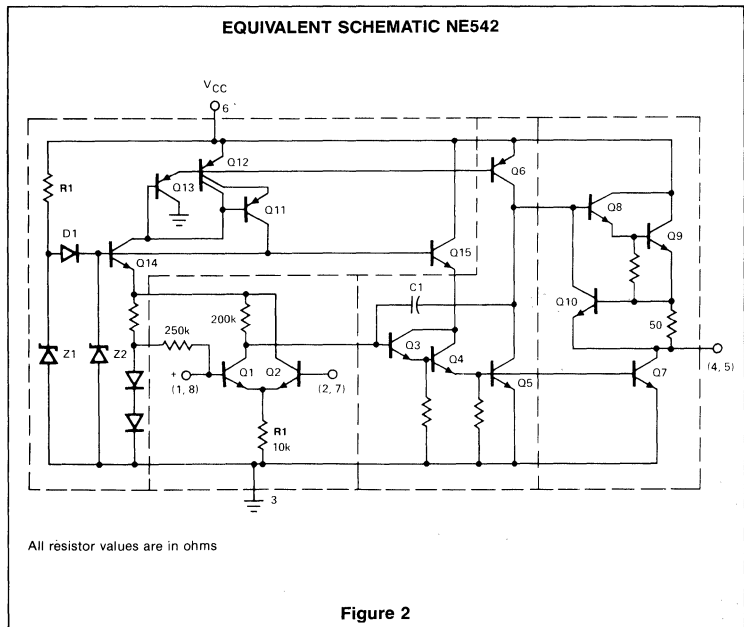 EQUIVALENT SCHEMATIC NE542
VCC
6
R1
Q12
Q13
Q6
Q11
Q8
D1
Q9
Q14
Q15
C1
Q10
200k
50
250k
Q3
Q4
Z1
Z2
+
(1, 8)
Q1
Q2
(2, 7)
Q5
Q7
(4, 5)
R1
10k
3
All resistor values are in ohms
Figure 2